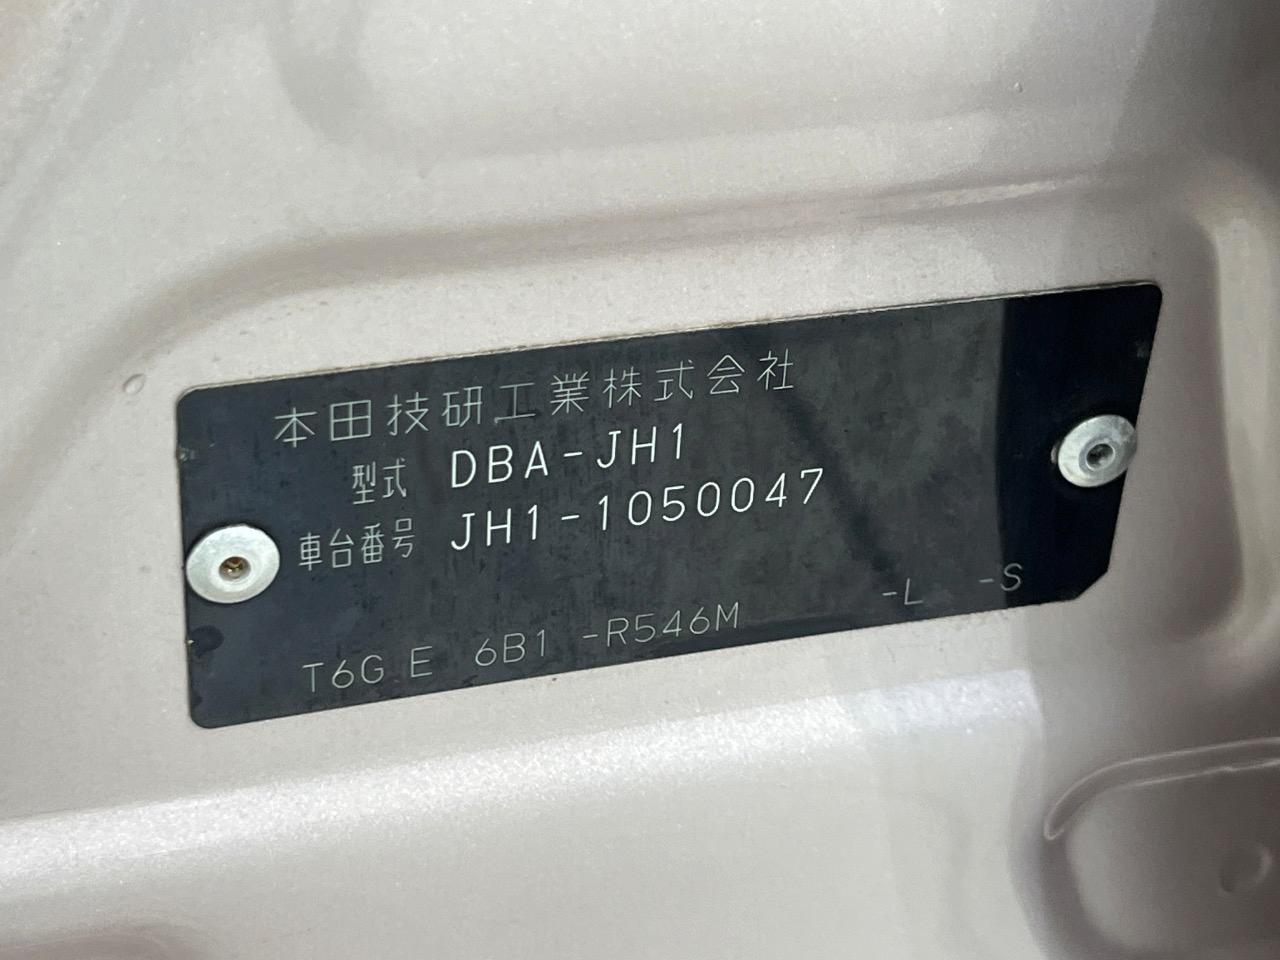 本田技研工業株式会社
型式 DBA-JH1
車台番号 JH1-1050047
T6G E 6B1 -R546M -L -S